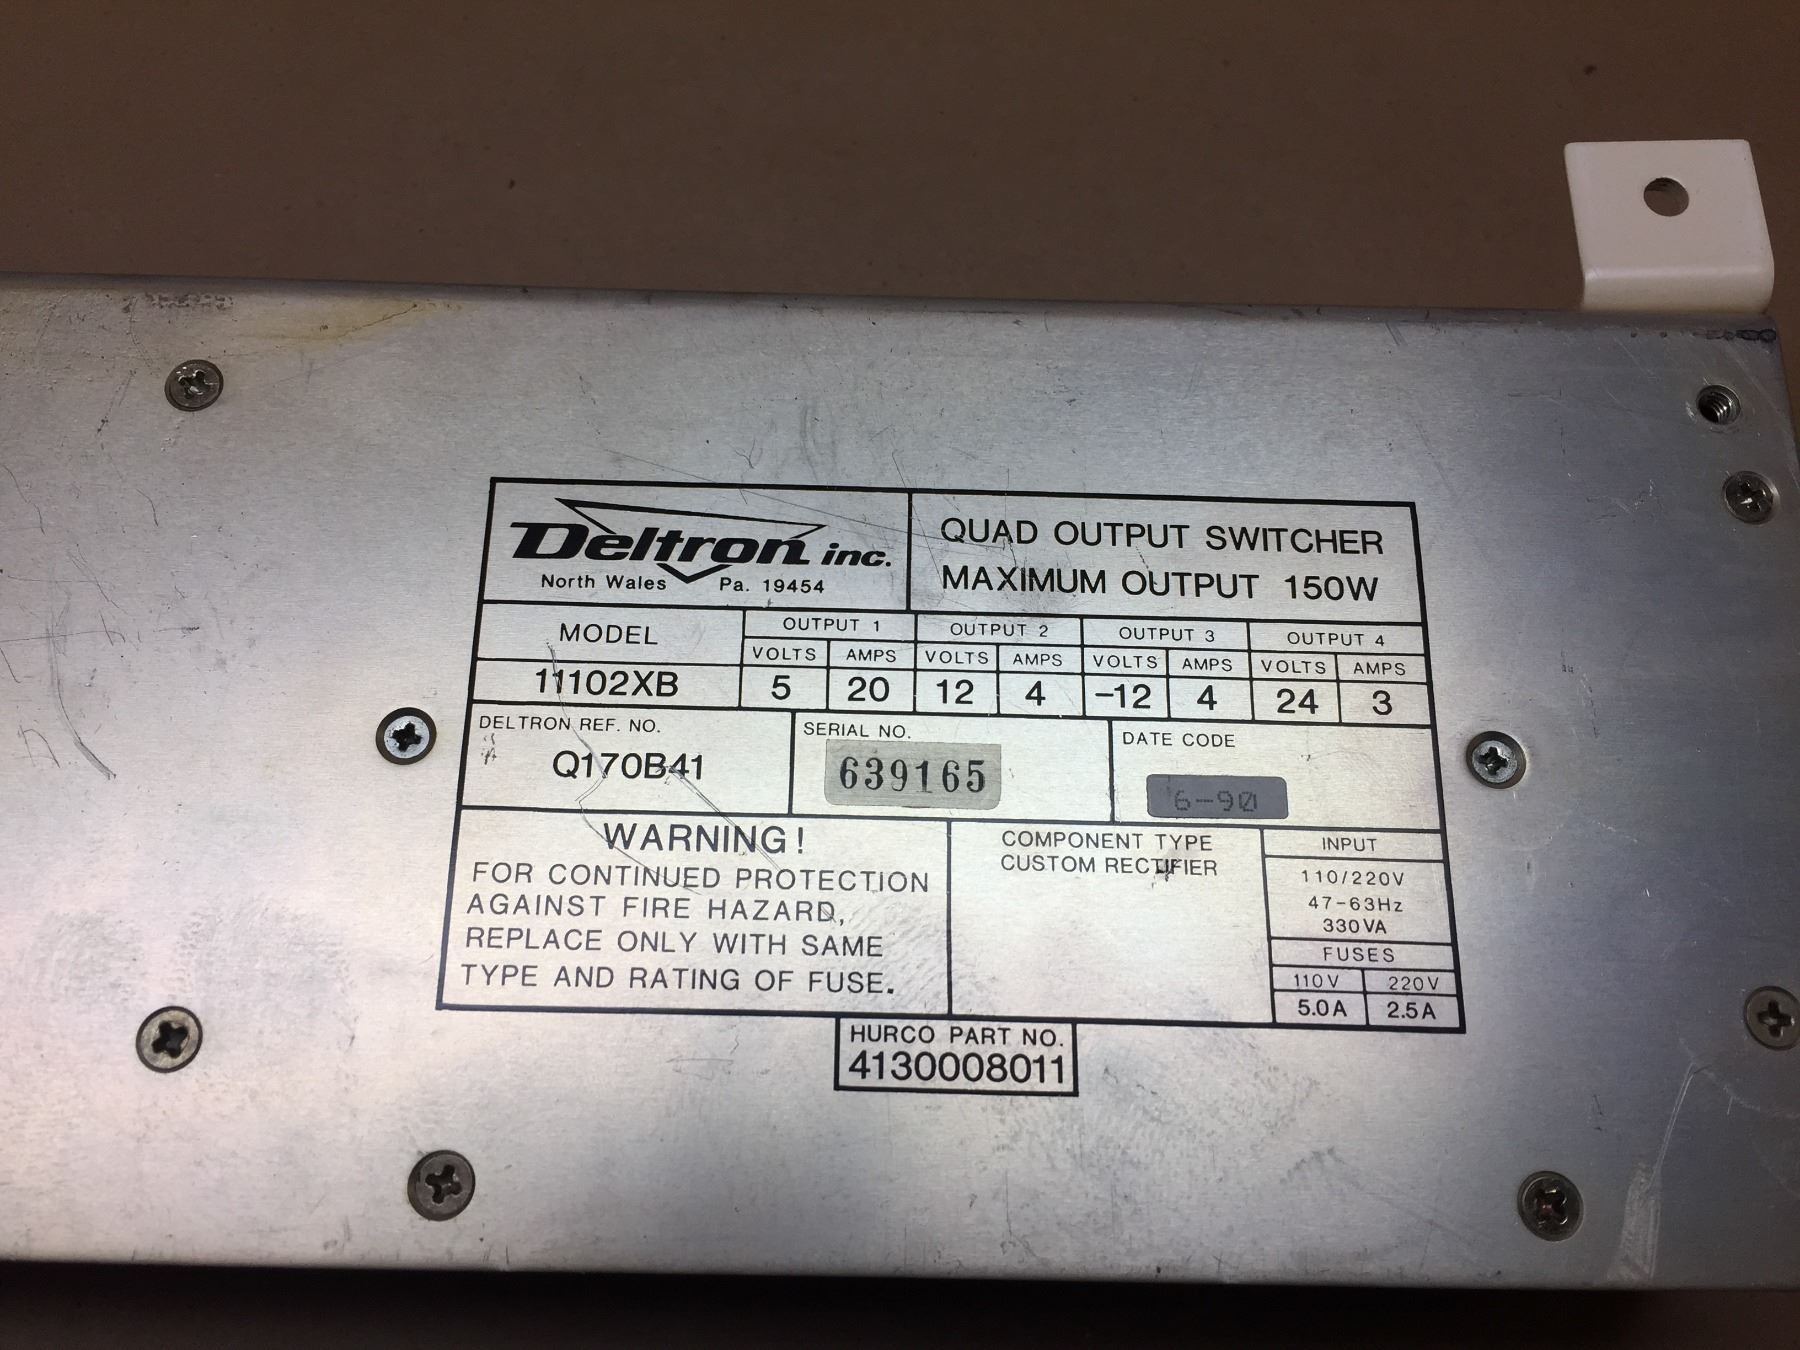 Deltron inc.
North Wales Pa. 19454
QUAD OUTPUT SWITCHER
MAXIMUM OUTPUT 150W
MODEL
11102XB
OUTPUT 1 OUTPUT 2 OUTPUT 3 OUTPUT 4
VOLTS AMPS VOLTS AMPS VOLTS AMPS VOLTS AMPS
5 20 12 4 -12 4 24 3
DELTRON REF. NO.
Q170B41
SERIAL NO.
639165
DATE CODE
6-90
WARNING!
FOR CONTINUED PROTECTION
AGAINST FIRE HAZARD,
REPLACE ONLY WITH SAME
TYPE AND RATING OF FUSE.
COMPONENT TYPE
CUSTOM RECTIFIER
INPUT
110/220V
47-63Hz
330VA
FUSES
110V 220V
5.0A 2.5A
HURCO PART NO.
4130008011